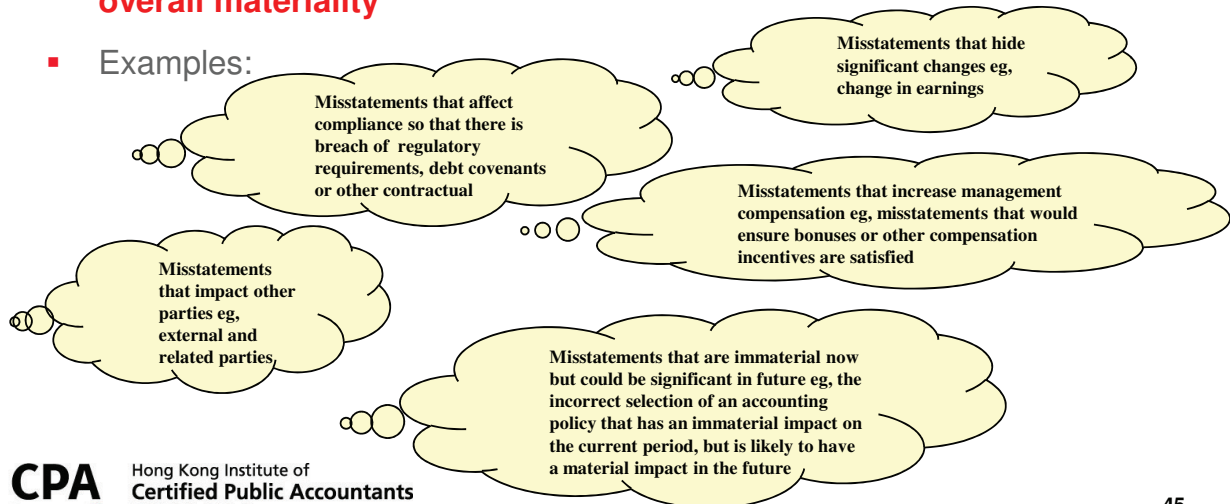 overall materiality
▪ Examples:
Misstatements that hide
significant changes eg,
change in earnings
Misstatements that affect
compliance so that there is
breach of regulatory
requirements, debt covenants
or other contractual
Misstatements that increase management
compensation eg, misstatements that would
ensure bonuses or other compensation
incentives are satisfied
Misstatements
that impact other
parties eg,
external and
related parties
Misstatements that are immaterial now
but could be significant in future eg, the
incorrect selection of an accounting
policy that has an immaterial impact on
the current period, but is likely to have
a material impact in the future
CPA
Hong Kong Institute of
Certified Public Accountants
45